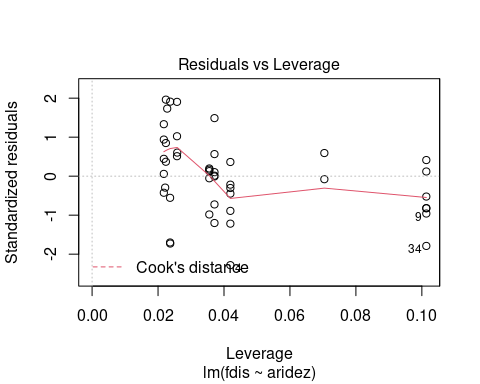 Residuals vs Leverage
Standardized residuals
2
1
0
-1
-2
9
34
Cook's distance
0.00 0.02 0.04 0.06 0.08 0.10
Leverage
lm(fdis ~ aridez)